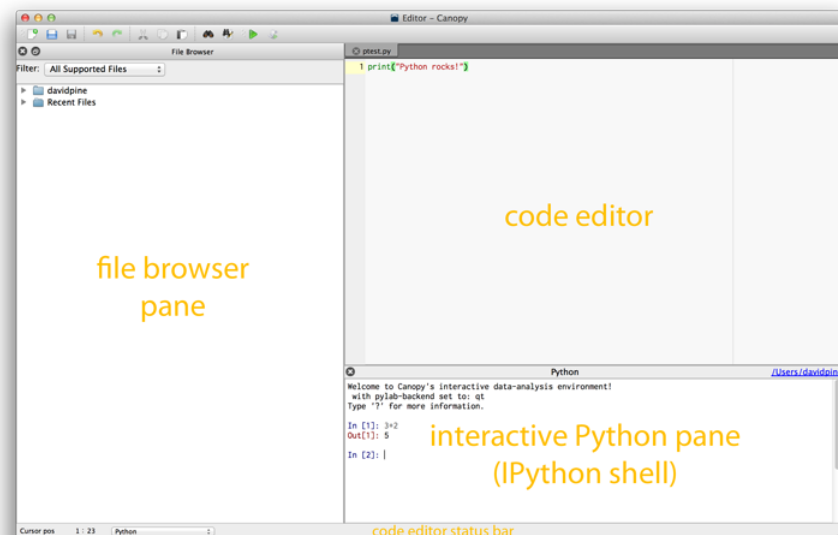 Editor - Canopy
File Browser
Filter: All Supported Files
davidpine
Recent Files
file browser
pane
ptest.py
1 print("Python rocks!")
code editor
Python /Users/davidpin
Welcome to Canopy's interactive data-analysis environment!
with pylab-backend set to: qt
Type '?' for more information.
In [1]: 3+2
Out[1]: 5
In [2]:
interactive Python pane
(IPython shell)
Cursor pos 1 : 23 Python
code editor status bar